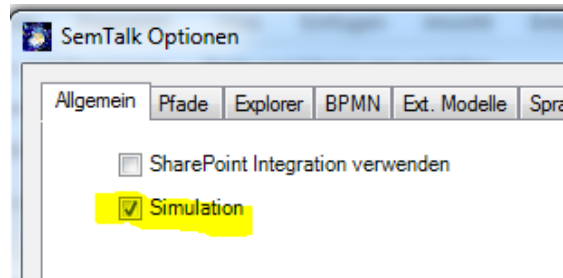 SemTalk Optionen
Allgemein Pfade Explorer BPMN Ext. Modelle
SharePoint Integration verwenden
Simulation